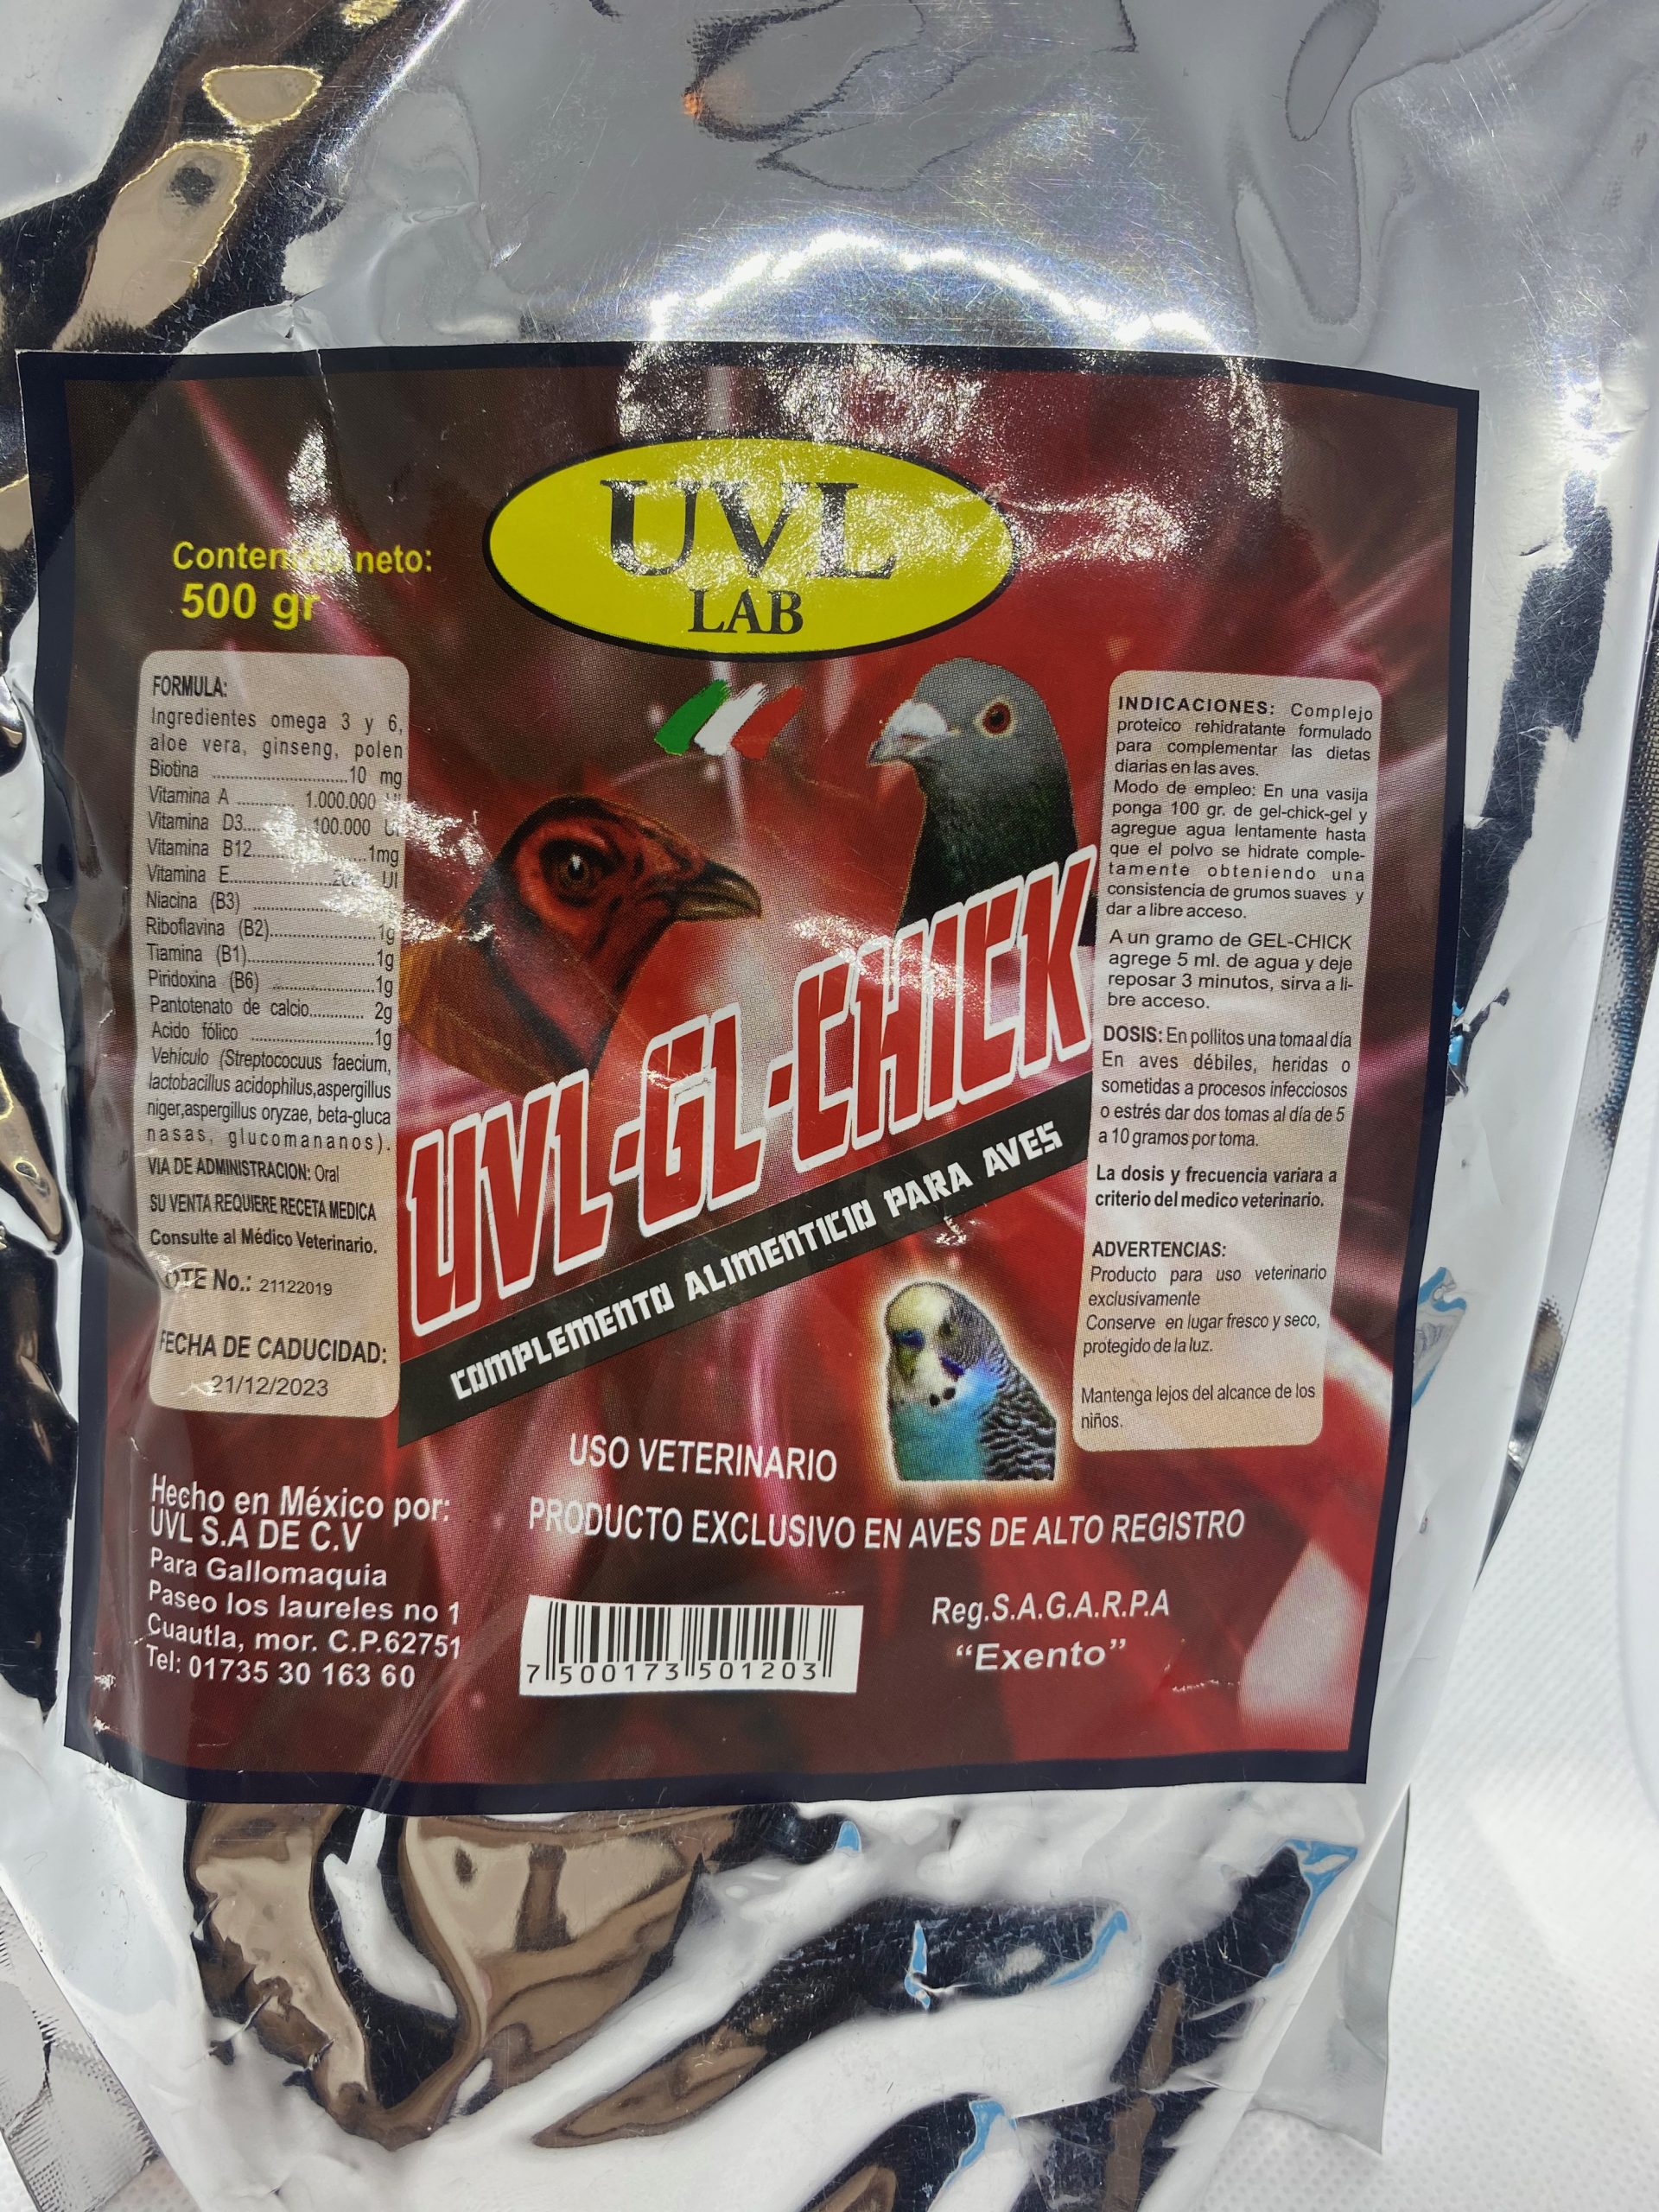 UVL
LAB
neto:
500 gr
FORMULA:
Ingredientes omega 3 y 6,
aloe vera, ginseng, polen
Biotina ..............................10 mg
Vitamina A ............. 1.000.000
Vitamina D3.... 100.000 UI
Vitamina B12..........................1mg
Vitamina E....................... UI
Niacina (B3) ............................
Riboflavina (B2).......................1g
Tiamina (B1)............................1g
Piridoxina (B6) .......................1g
Pantotenato de calcio............ 2g
Acido fólico ...........................1g
Vehiculo (Streptococuus faecium,
lactobacillus acidophilus,aspergillus
niger,aspergillus oryzae, beta-gluca
nasas, glucomananos).
VIA DE ADMINISTRACION: Oral
SU VENTA REQUIERE RECETA MEDICA
Consulte al Médico Veterinario.
OTE No.: 21122019
FECHA DE CADUCIDAD:
21/12/2023
UVL-GL-CHICK
COMPLEMENTO ALIMENTICIO PARA AVES
INDICACIONES: Complejo
proteico rehidratante formulado
para complementar las dietas
diarias en las aves.
Modo de empleo: En una vasija
ponga 100 gr. de gel-chick-gel y
agregue agua lentamente hasta
que el polvo se hidrate comple-
tamente obteniendo una
consistencia de grumos suaves y
dar a libre acceso.
A un gramo de GEL-CHICK
agrege 5 ml. de agua y deje
reposar 3 minutos, sirva a li-
bre acceso.
DOSIS: En pollitos una toma al día
En aves débiles, heridas o
sometidas a procesos infecciosos
o estrés dar dos tomas al día de 5
a 10 gramos por toma.
La dosis y frecuencia variara a
criterio del medico veterinario.
ADVERTENCIAS:
Producto para uso veterinario
exclusivamente
Conserve en lugar fresco y seco,
protegido de la luz.
Mantenga lejos del alcance de los
niños.
USO VETERINARIO
PRODUCTO EXCLUSIVO EN AVES DE ALTO REGISTRO
Hecho en México por:
UVL S.A DE C.V
Para Gallomaquia
Paseo los laureles no 1
Cuautla, mor. C.P.62751
Tel: 01735 30 163 60
7 500173 501203
Reg.S.A.G.A.R.P.A
“Exento”